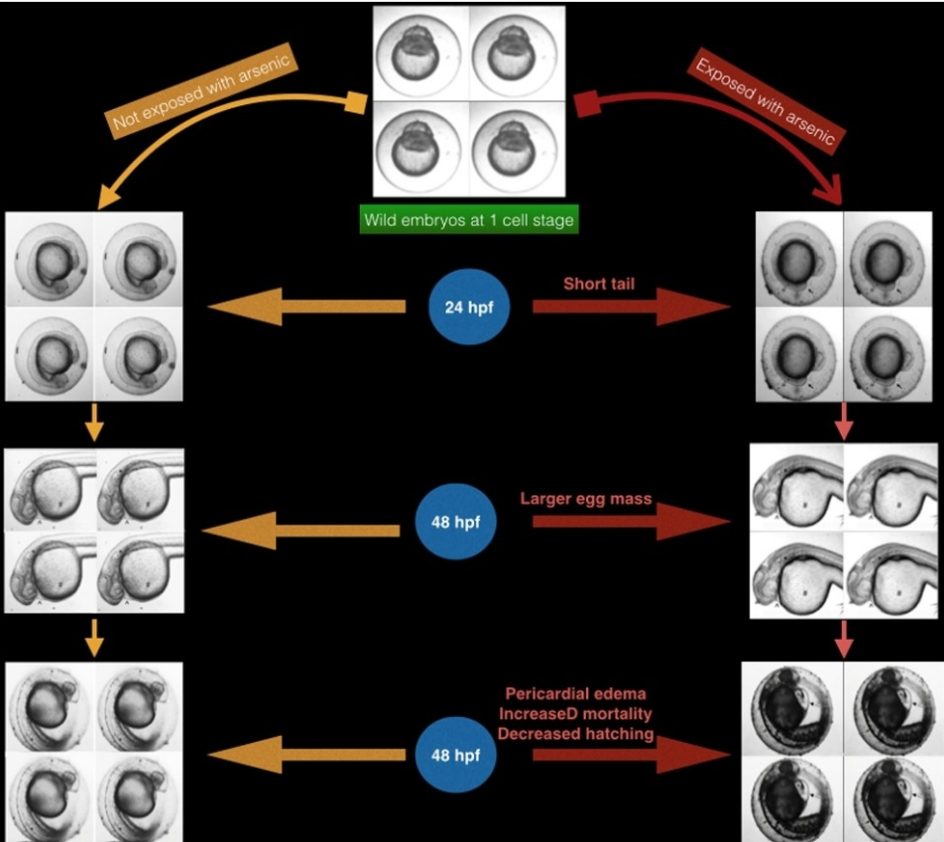 Not exposed with arsenic
Exposed with arsenic
Wild embryos at 1 cell stage
24 hpf
Short tail
48 hpf
Larger egg mass
Pericardial edema
IncreaseD mortality
Decreased hatching
48 hpf